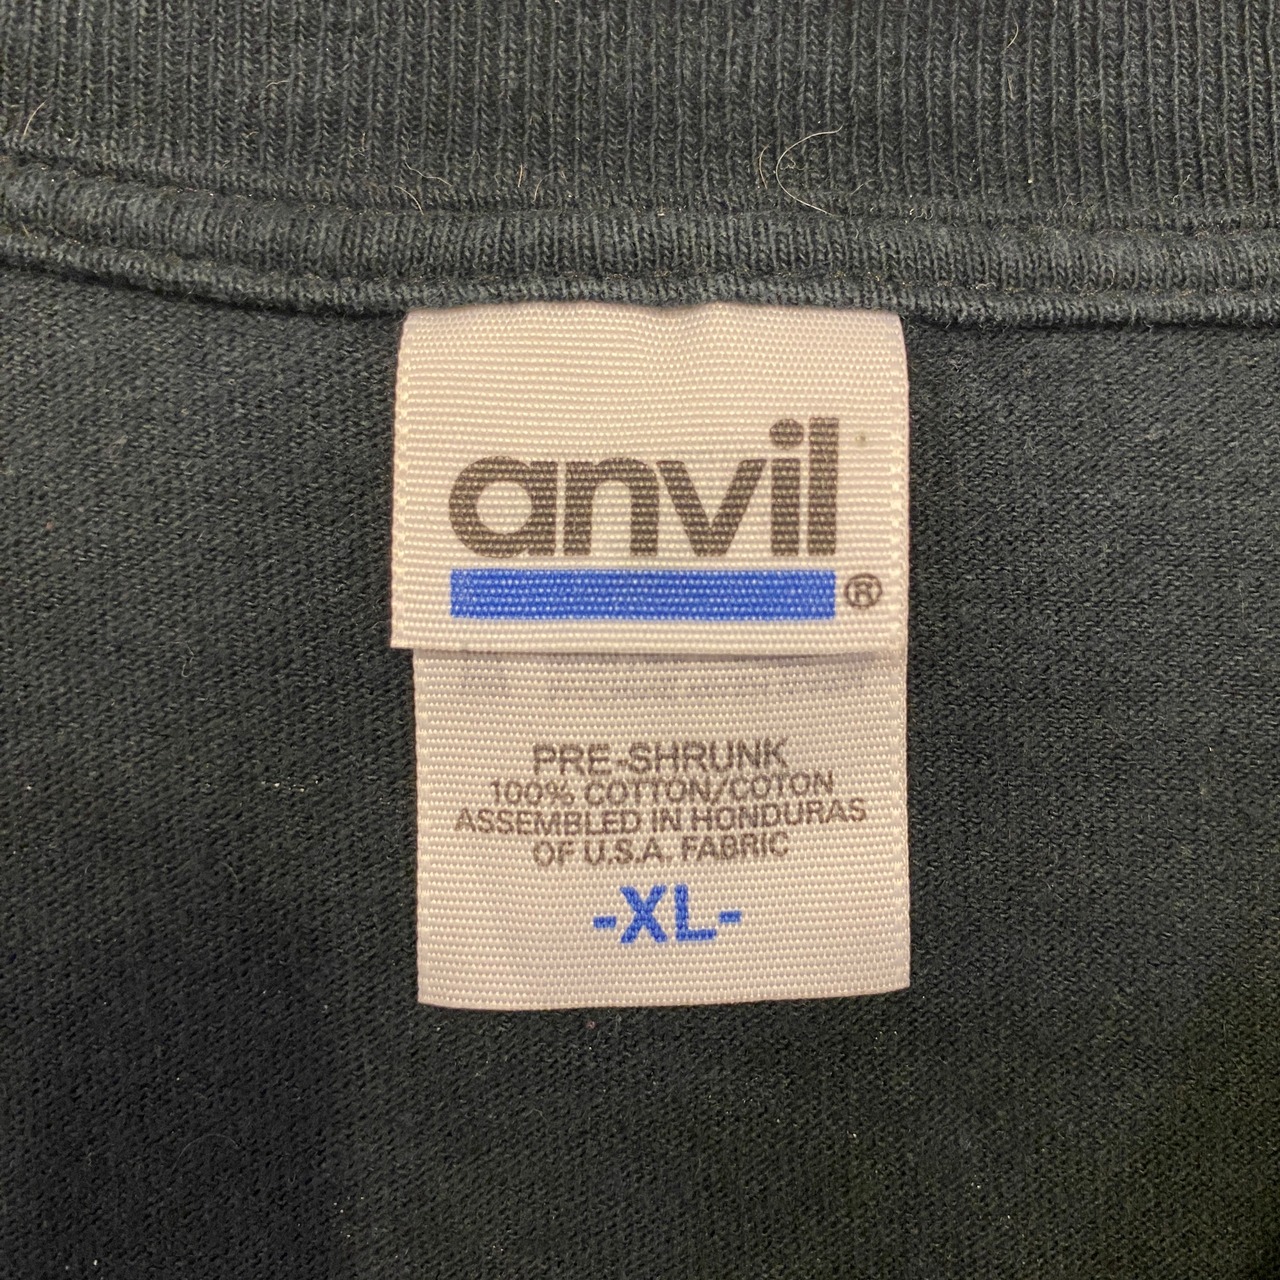 anvil
®
PRE-SHRUNK
100% COTTON/COTON
ASSEMBLED IN HONDURAS
OF U.S.A. FABRIC
-XL-